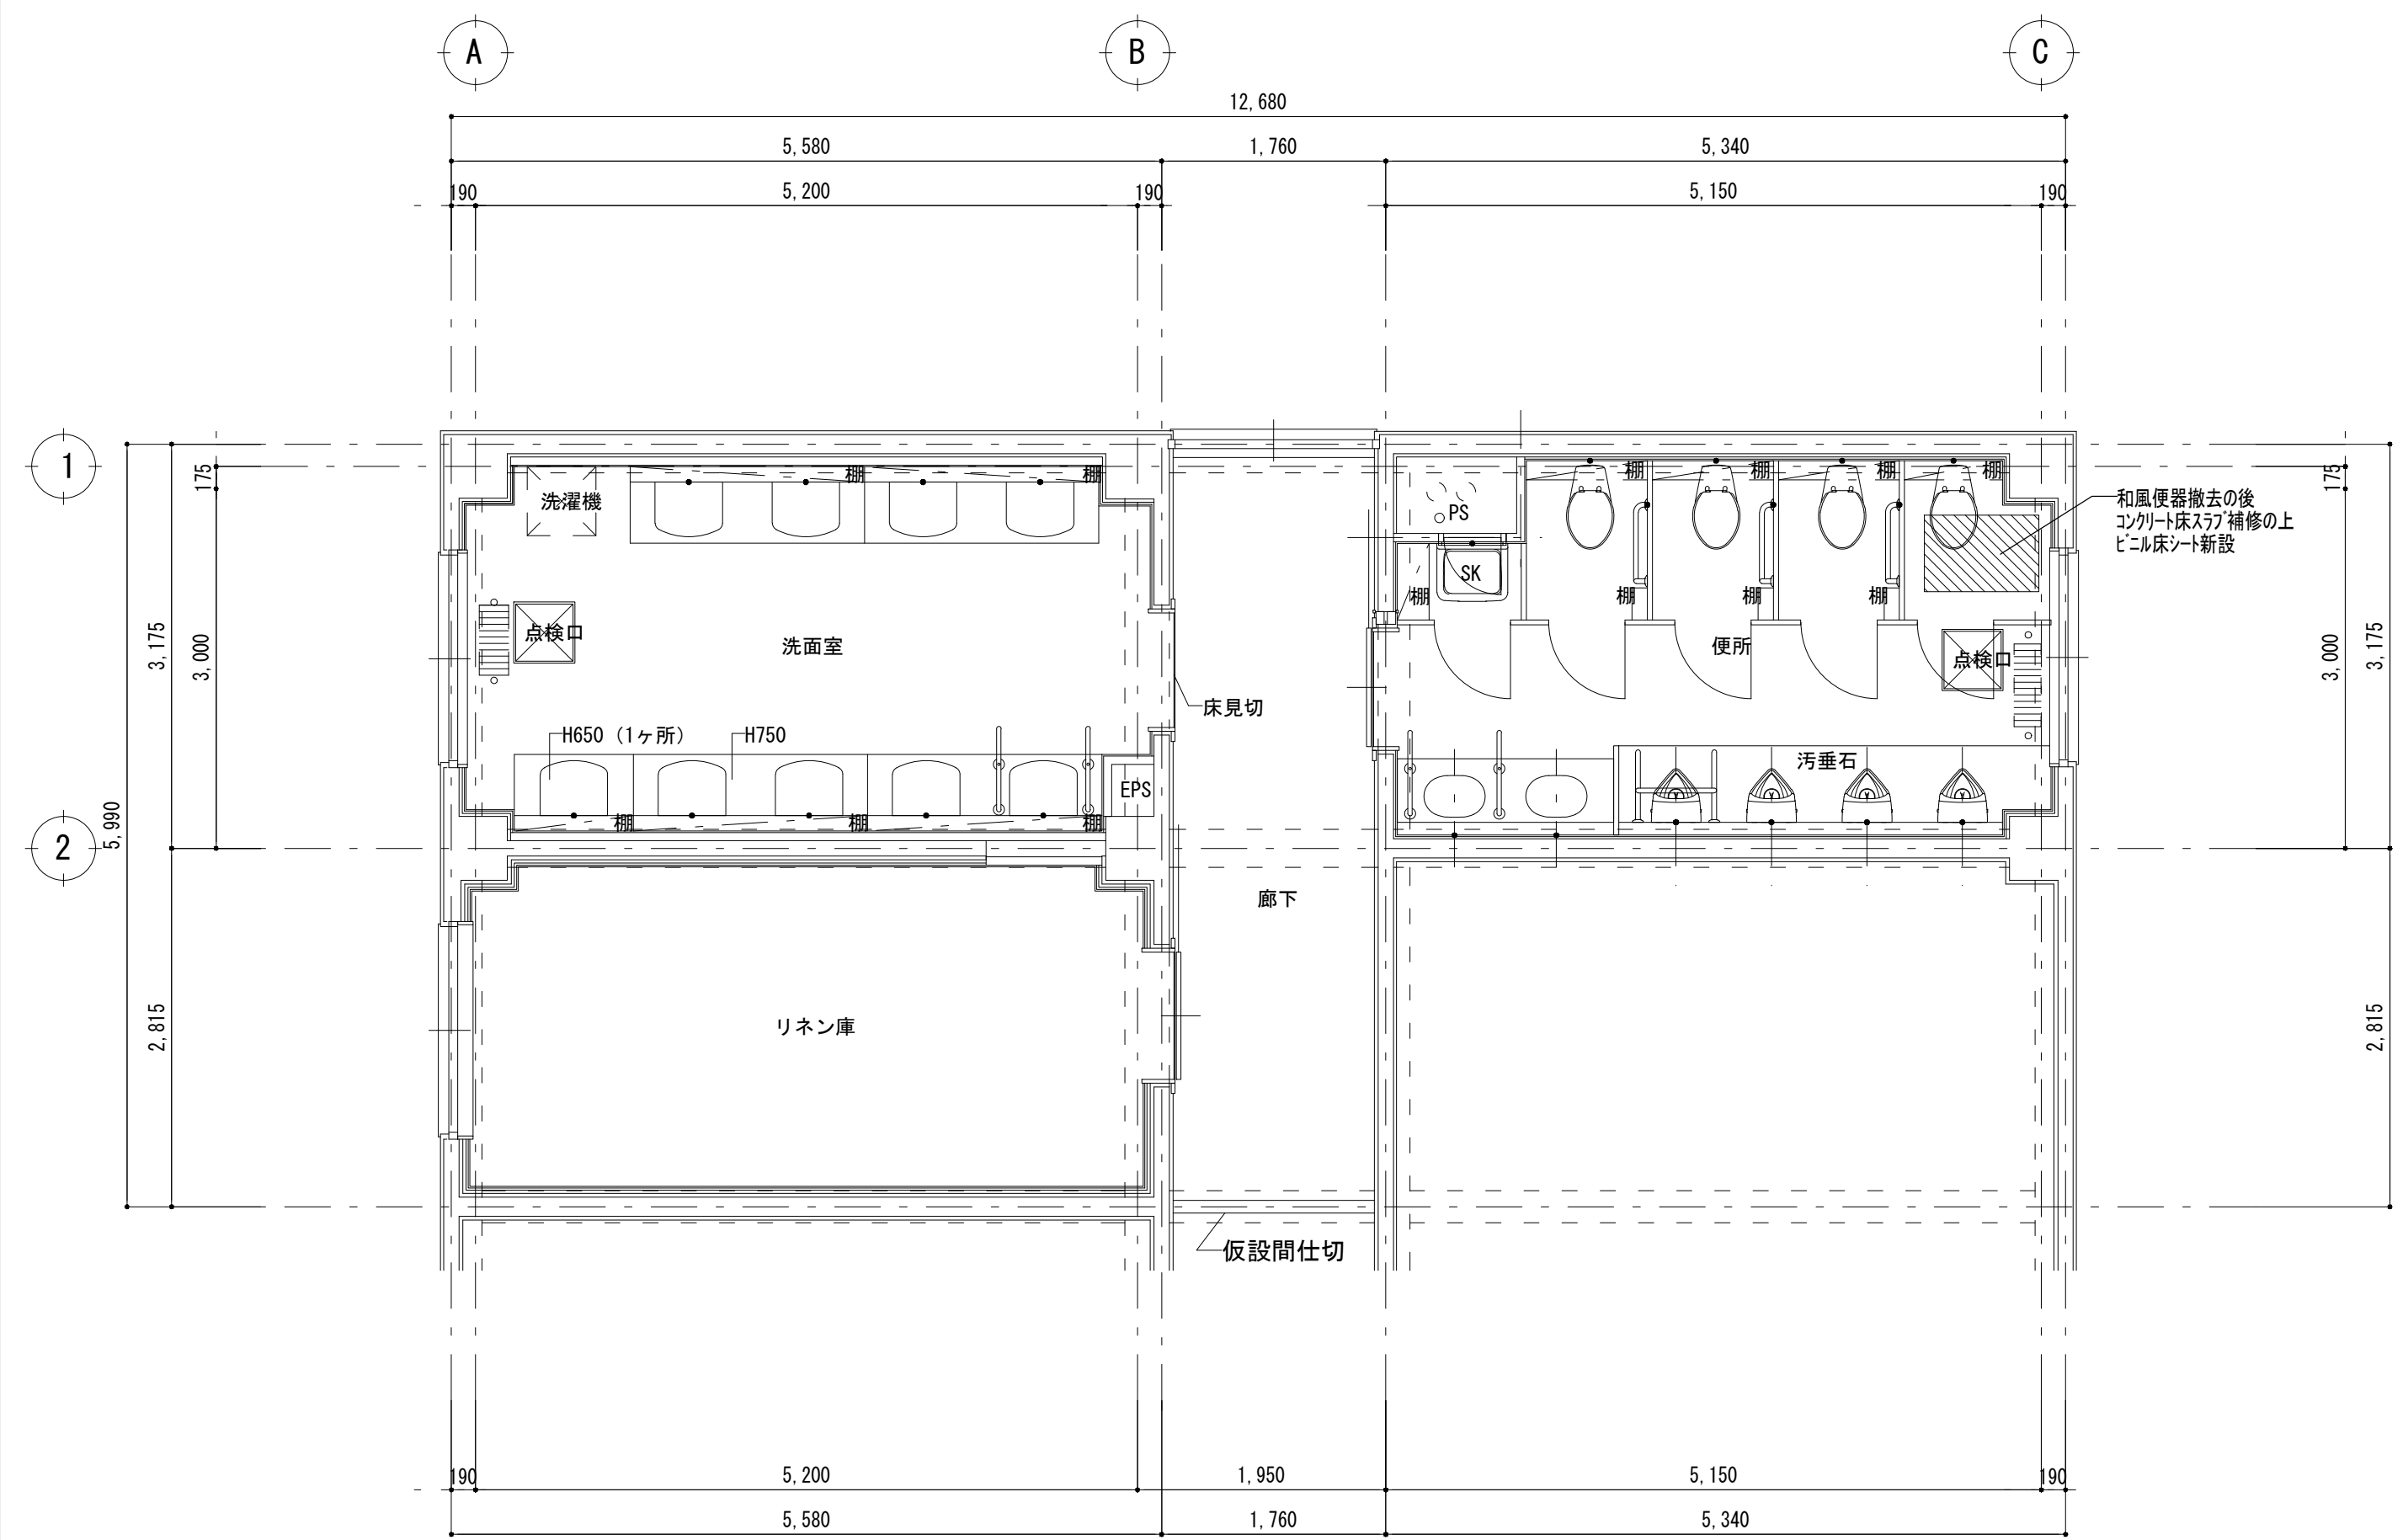 A
B
C
12,680
5,580
1,760
5,340
190
5,200
190
5,150
190
1
2
175
3,000
3,175
5,990
2,815
175
3,000
3,175
2,815
洗濯機
棚
棚
点検口
洗面室
床見切
H650（1ヶ所）
H750
棚
棚
棚
EPS
PS
SK
棚
棚
棚
棚
棚
棚
棚
棚
便所
点検口
汚垂石
和風便器撤去の後
コンクリート床スラブ補修の上
ビニル床シート新設
廊下
リネン庫
仮設間仕切
190
5,200
1,950
5,150
190
5,580
1,760
5,340